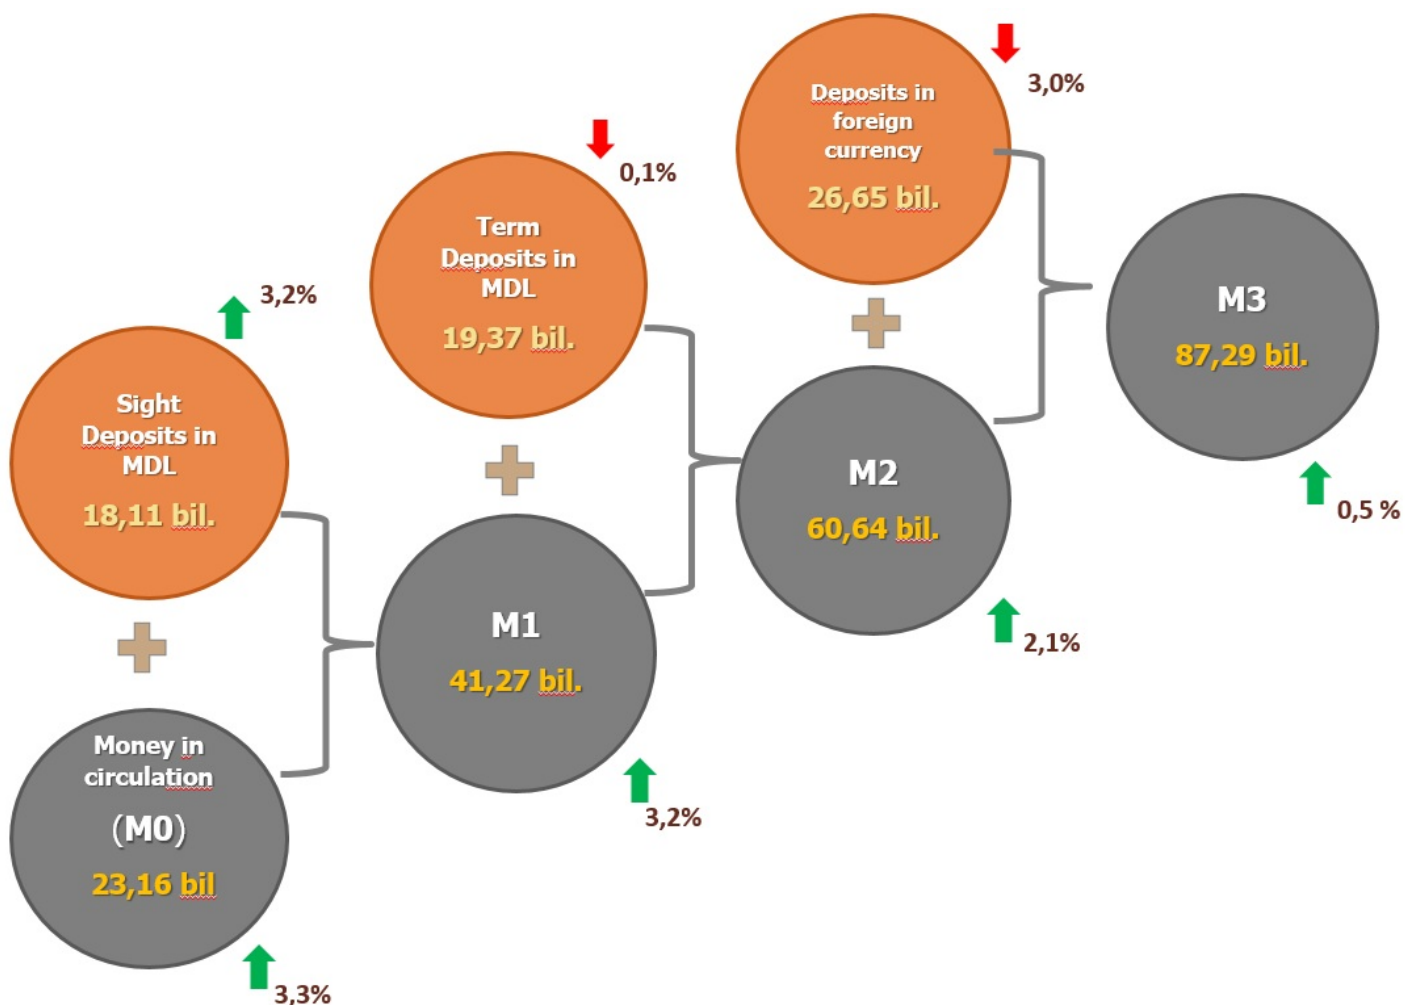 3,2%
Sight
Deposits in
MDL
18,11 bil.
Money in
circulation
(M0)
23,16 bil
3,3%
0,1%
Term
Deposits in
MDL
19,37 bil.
M1
41,27 bil.
3,2%
3,0%
Deposits in
foreign
currency
26,65 bil.
M2
60,64 bil.
2,1%
M3
87,29 bil.
0,5 %